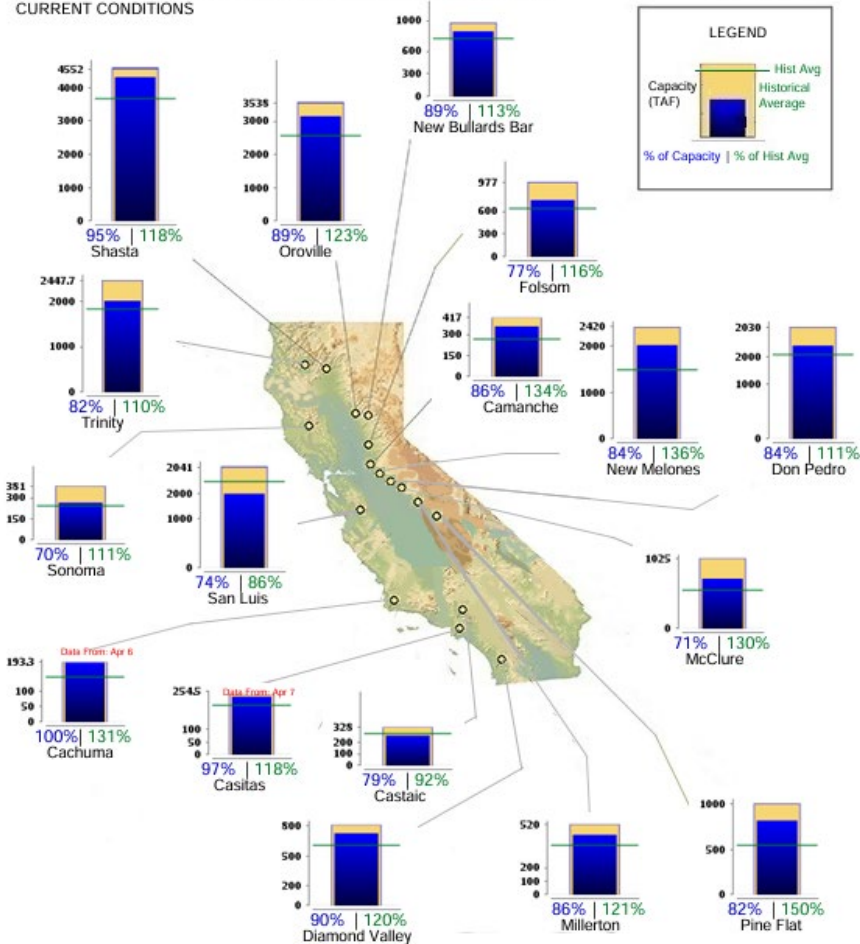 CURRENT CONDITIONS
LEGEND
Hist Avg
Capacity
(TAF)
Historical
Average
% of Capacity | % of Hist Avg
1000
600
300
0
89% | 113%
New Bullards Bar
4552
4000
3000
2000
1000
0
95% | 118%
Shasta
3538
3000
2000
1000
0
89% | 123%
Oroville
977
600
300
0
77% | 116%
Folsom
2447.7
2000
1000
0
82% | 110%
Trinity
417
300
150
0
86% | 134%
Camanche
2420
2000
1000
0
84% | 136%
New Melones
2030
2000
1000
0
84% | 111%
Don Pedro
381
300
150
0
70% | 111%
Sonoma
2041
2000
1000
74% | 86%
San Luis
1025
0
71% | 130%
McClure
Data From: Apr 6
193.3
100
50
0
100% | 131%
Cachuma
Data From: Apr 7
254.5
100
50
0
97% | 118%
Casitas
325
200
100
0
79% | 92%
Castaic
800
500
200
0
90% | 120%
Diamond Valley
520
200
100
0
86% | 121%
Millerton
1000
500
0
82% | 150%
Pine Flat